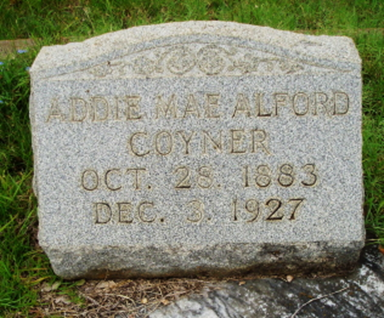 ADDIE MAE ALFORD
COYNER
OCT. 28. 1883
DEC. 3. 1927